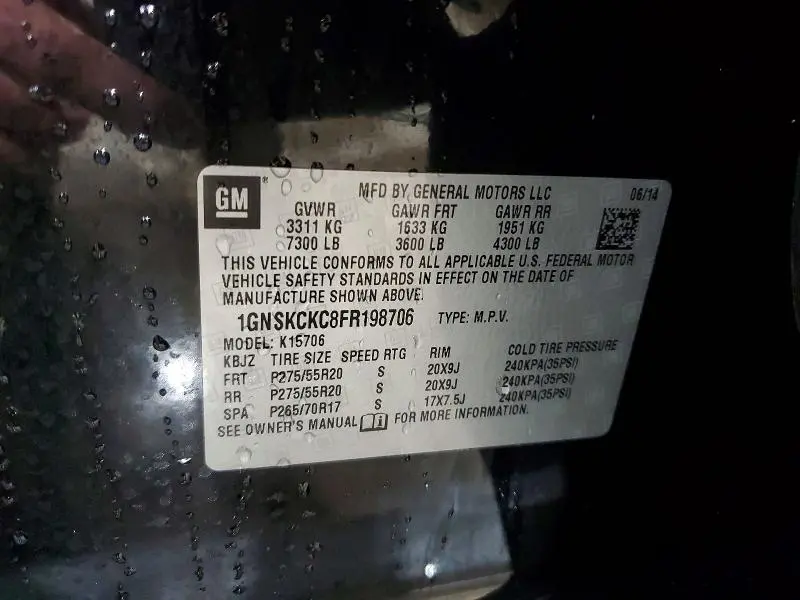 GM ® MFD BY GENERAL MOTORS LLC 06/14
GVWR GAWR FRT GAWR RR
3311 KG 1633 KG 1951 KG
7300 LB 3600 LB 4300 LB
THIS VEHICLE CONFORMS TO ALL APPLICABLE U.S. FEDERAL MOTOR
VEHICLE SAFETY STANDARDS IN EFFECT ON THE DATE OF
MANUFACTURE SHOWN ABOVE.
1GNSKCKC8FR198706 TYPE: M.P.V.
MODEL: K15706
KBJZ TIRE SIZE SPEED RTG RIM COLD TIRE PRESSURE
FRT P275/55R20 S 20X9J 240KPA(35PSI)
RR P275/55R20 S 20X9J 240KPA(35PSI)
SPA P265/70R17 S 17X7.5J 240KPA(35PSI)
SEE OWNER'S MANUAL FOR MORE INFORMATION.